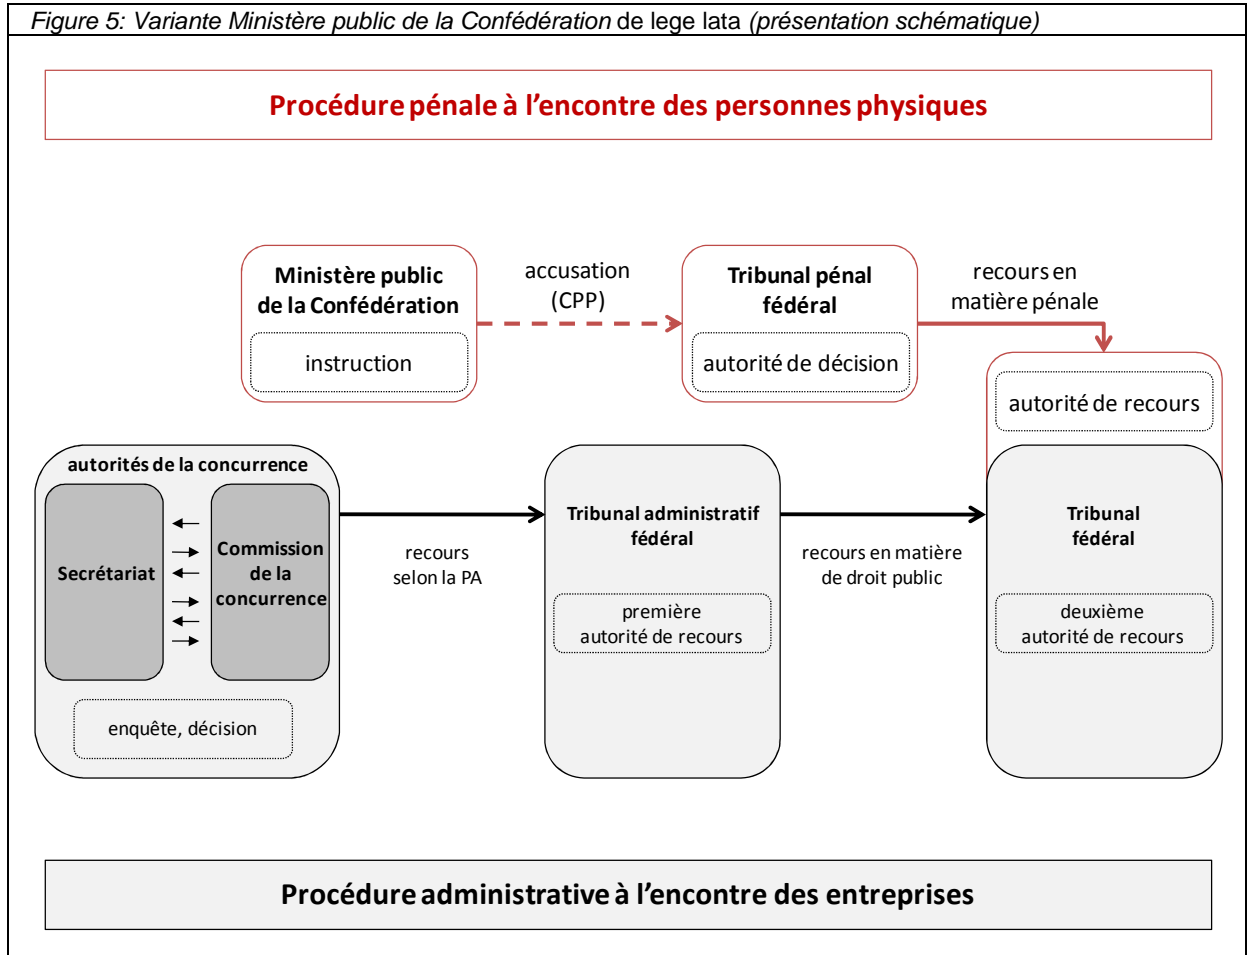 Figure 5: Variante Ministère public de la Confédération de lege lata (présentation schématique)
Procédure pénale à l'encontre des personnes physiques
Ministère public
de la Confédération
instruction
accusation
(CPP)
Tribunal pénal
fédéral
autorité de décision
recours en
matière pénale
autorité de recours
autorités de la concurrence
Secrétariat
Commission
de la
concurrence
enquête, décision
recours
selon la PA
Tribunal administratif
fédéral
première
autorité de recours
recours en matière
de droit public
Tribunal
fédéral
deuxième
autorité de recours
Procédure administrative à l'encontre des entreprises